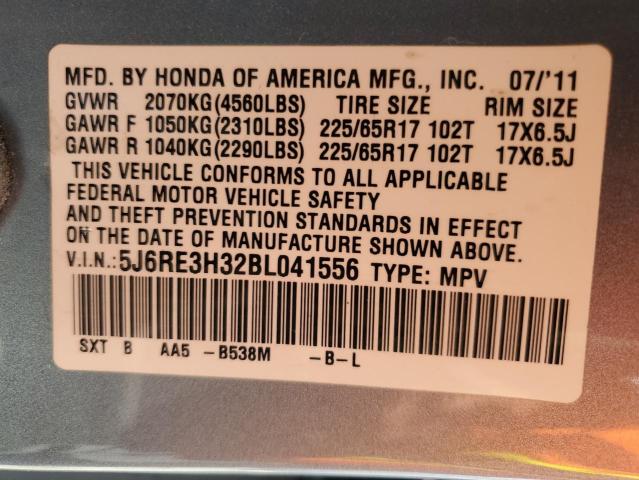 MFD. BY HONDA OF AMERICA MFG., INC. 07/'11
GVWR 2070KG(4560LBS) TIRE SIZE RIM SIZE
GAWR F 1050KG(2310LBS) 225/65R17 102T 17X6.5J
GAWR R 1040KG(2290LBS) 225/65R17 102T 17X6.5J
THIS VEHICLE CONFORMS TO ALL APPLICABLE
FEDERAL MOTOR VEHICLE SAFETY
AND THEFT PREVENTION STANDARDS IN EFFECT
ON THE DATE OF MANUFACTURE SHOWN ABOVE.
V.I.N.:5J6RE3H32BL041556 TYPE: MPV
SXT B AA5 -B538M -B-L